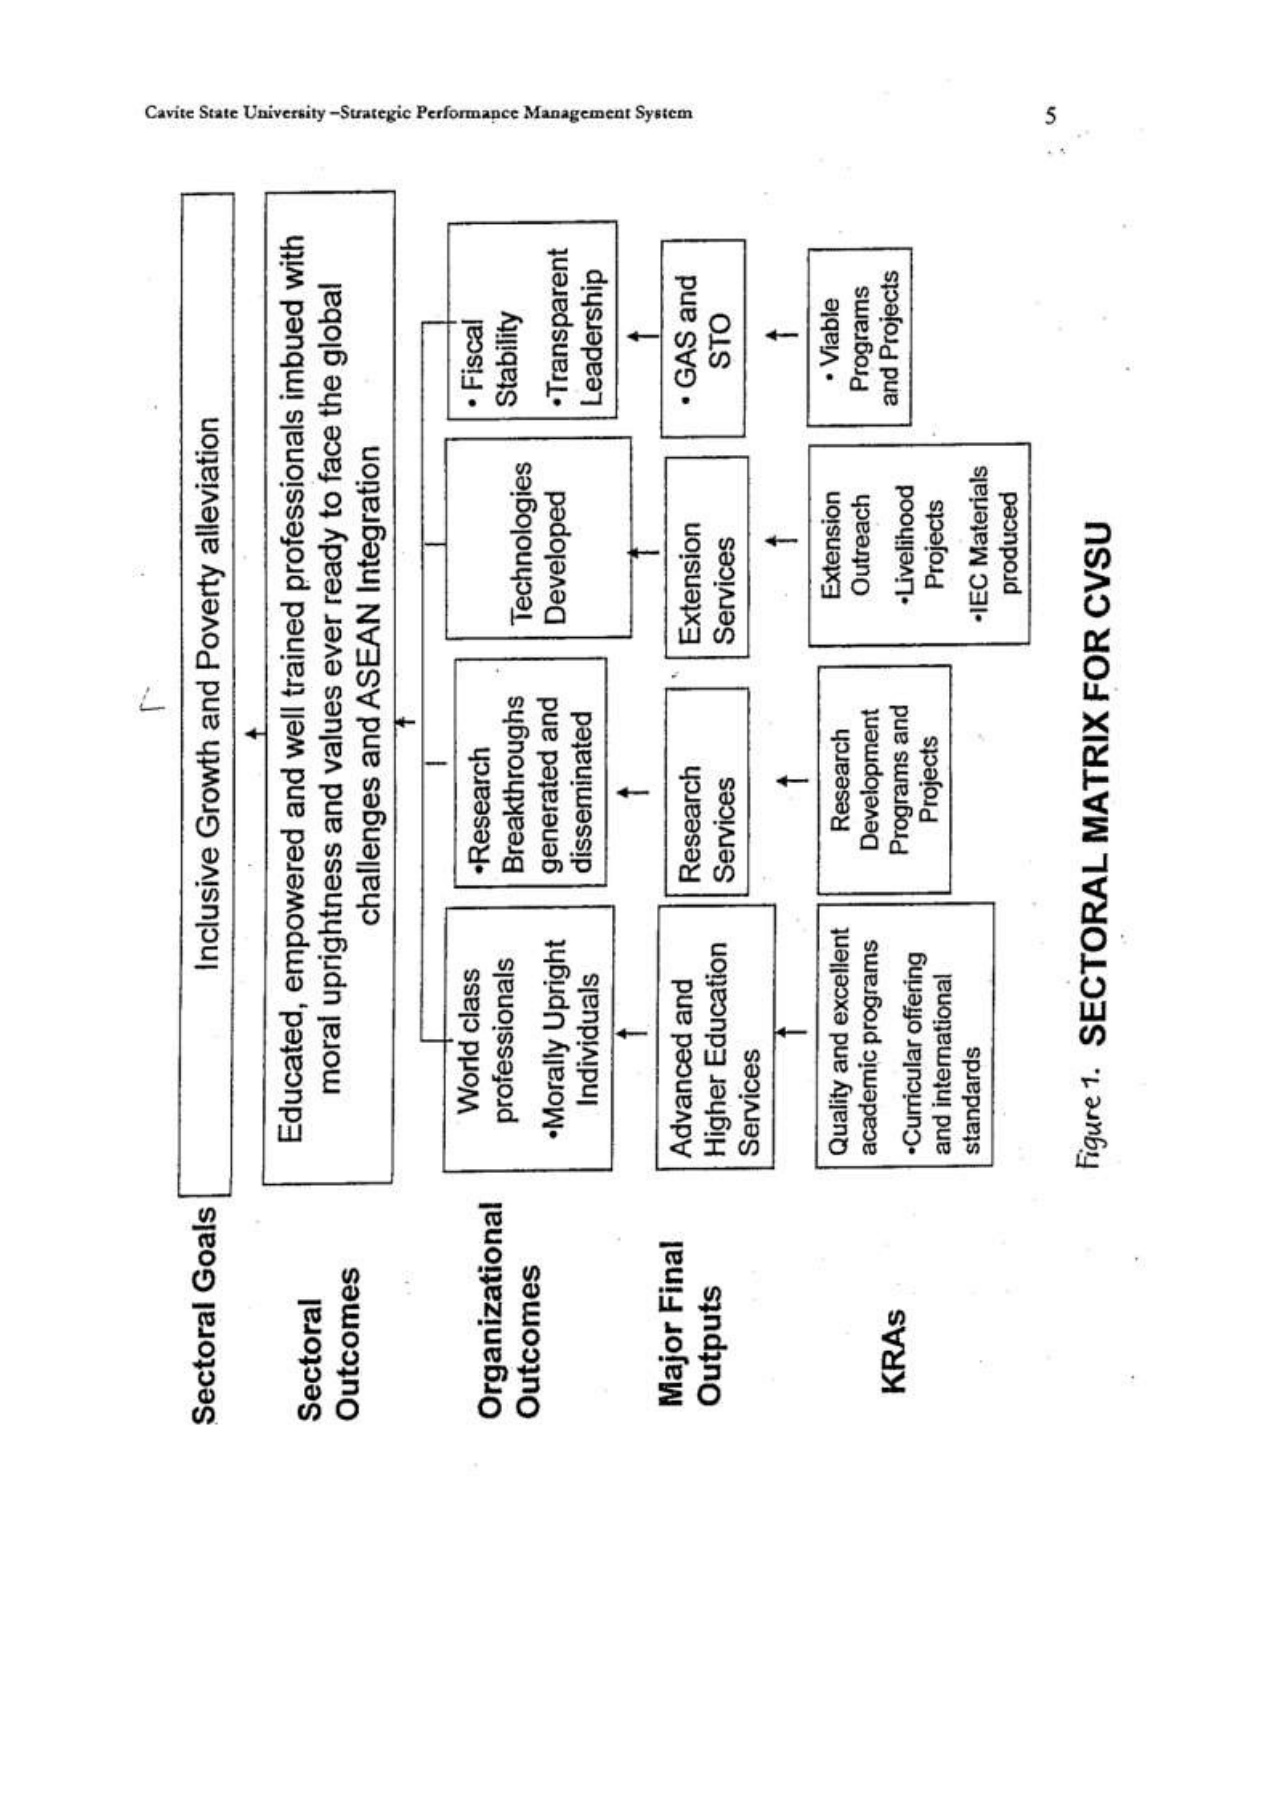 Cavite State University –Strategic Performance Management System
5
Sectoral Goals
Inclusive Growth and Poverty alleviation
Sectoral
Outcomes
Educated, empowered and well trained professionals imbued with
moral uprightness and values ever ready to face the global
challenges and ASEAN Integration
Organizational
Outcomes
World class
professionals
•Morally Upright
Individuals
•Research
Breakthroughs
generated and
disseminated
Technologies
Developed
• Fiscal
Stability
•Transparent
Leadership
Major Final
Outputs
Advanced and
Higher Education
Services
Research
Services
Extension
Services
• GAS and
STO
KRAs
Quality and excellent
academic programs
•Curricular offering
and international
standards
Research
Development
Programs and
Projects
Extension
Outreach
•Livelihood
Projects
•IEC Materials
produced
• Viable
Programs
and Projects
Figure 1. SECTORAL MATRIX FOR CVSU